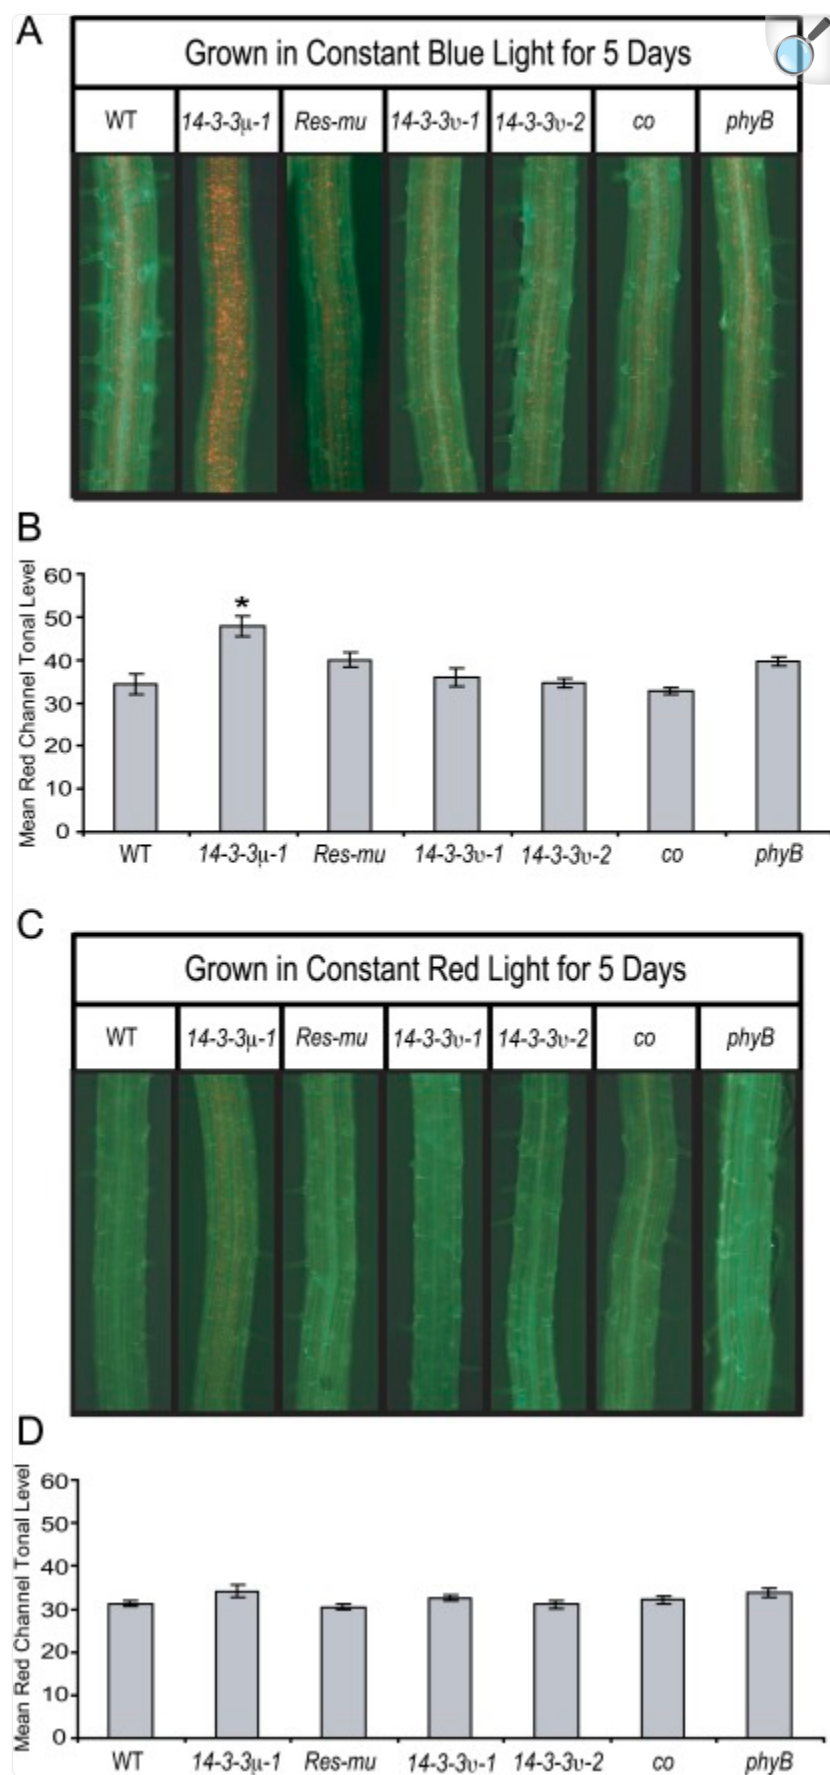 A
Grown in Constant Blue Light for 5 Days
WT 14-3-3μ-1 Res-mu 14-3-3υ-1 14-3-3υ-2 co phyB
B
Mean Red Channel Tonal Level
60
50
40
30
20
10
0
*
WT 14-3-3μ-1 Res-mu 14-3-3υ-1 14-3-3υ-2 co phyB
C
Grown in Constant Red Light for 5 Days
WT 14-3-3μ-1 Res-mu 14-3-3υ-1 14-3-3υ-2 co phyB
D
Mean Red Channel Tonal Level
60
50
40
30
20
10
0
WT 14-3-3μ-1 Res-mu 14-3-3υ-1 14-3-3υ-2 co phyB